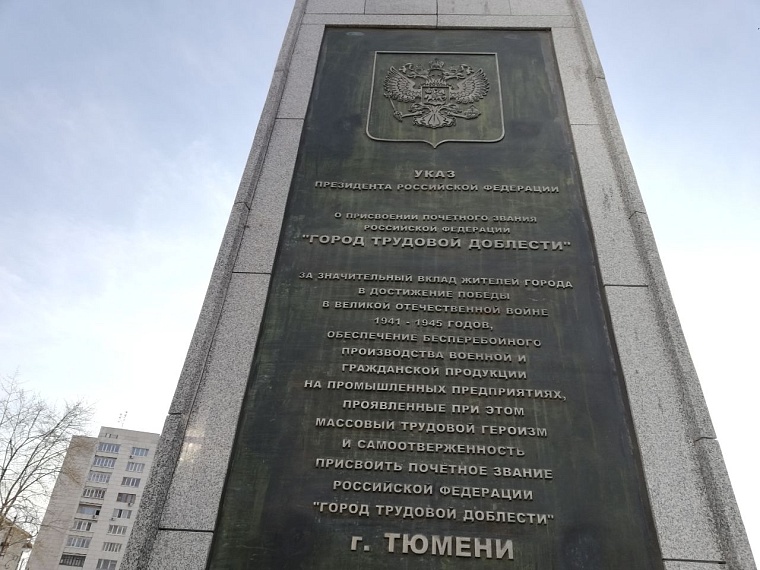 УКАЗ
ПРЕЗИДЕНТА РОССИЙСКОЙ ФЕДЕРАЦИИ
О ПРИСВОЕНИИ ПОЧЕТНОГО ЗВАНИЯ
РОССИЙСКОЙ ФЕДЕРАЦИИ
"ГОРОД ТРУДОВОЙ ДОБЛЕСТИ"
ЗА ЗНАЧИТЕЛЬНЫЙ ВКЛАД ЖИТЕЛЕЙ ГОРОДА
В ДОСТИЖЕНИЕ ПОБЕДЫ
В ВЕЛИКОЙ ОТЕЧЕСТВЕННОЙ ВОЙНЕ
1941 - 1945 ГОДОВ,
ОБЕСПЕЧЕНИЕ БЕСПЕРЕБОЙНОГО
ПРОИЗВОДСТВА ВОЕННОЙ И
ГРАЖДАНСКОЙ ПРОДУКЦИИ
НА ПРОМЫШЛЕННЫХ ПРЕДПРИЯТИЯХ,
ПРОЯВЛЕННЫЕ ПРИ ЭТОМ
МАССОВЫЙ ТРУДОВОЙ ГЕРОИЗМ
И САМООТВЕРЖЕННОСТЬ
ПРИСВОИТЬ ПОЧЕТНОЕ ЗВАНИЕ
РОССИЙСКОЙ ФЕДЕРАЦИИ
"ГОРОД ТРУДОВОЙ ДОБЛЕСТИ"
г. ТЮМЕНИ